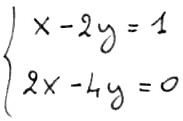 x - 2y = 1
2x - 4y = 0